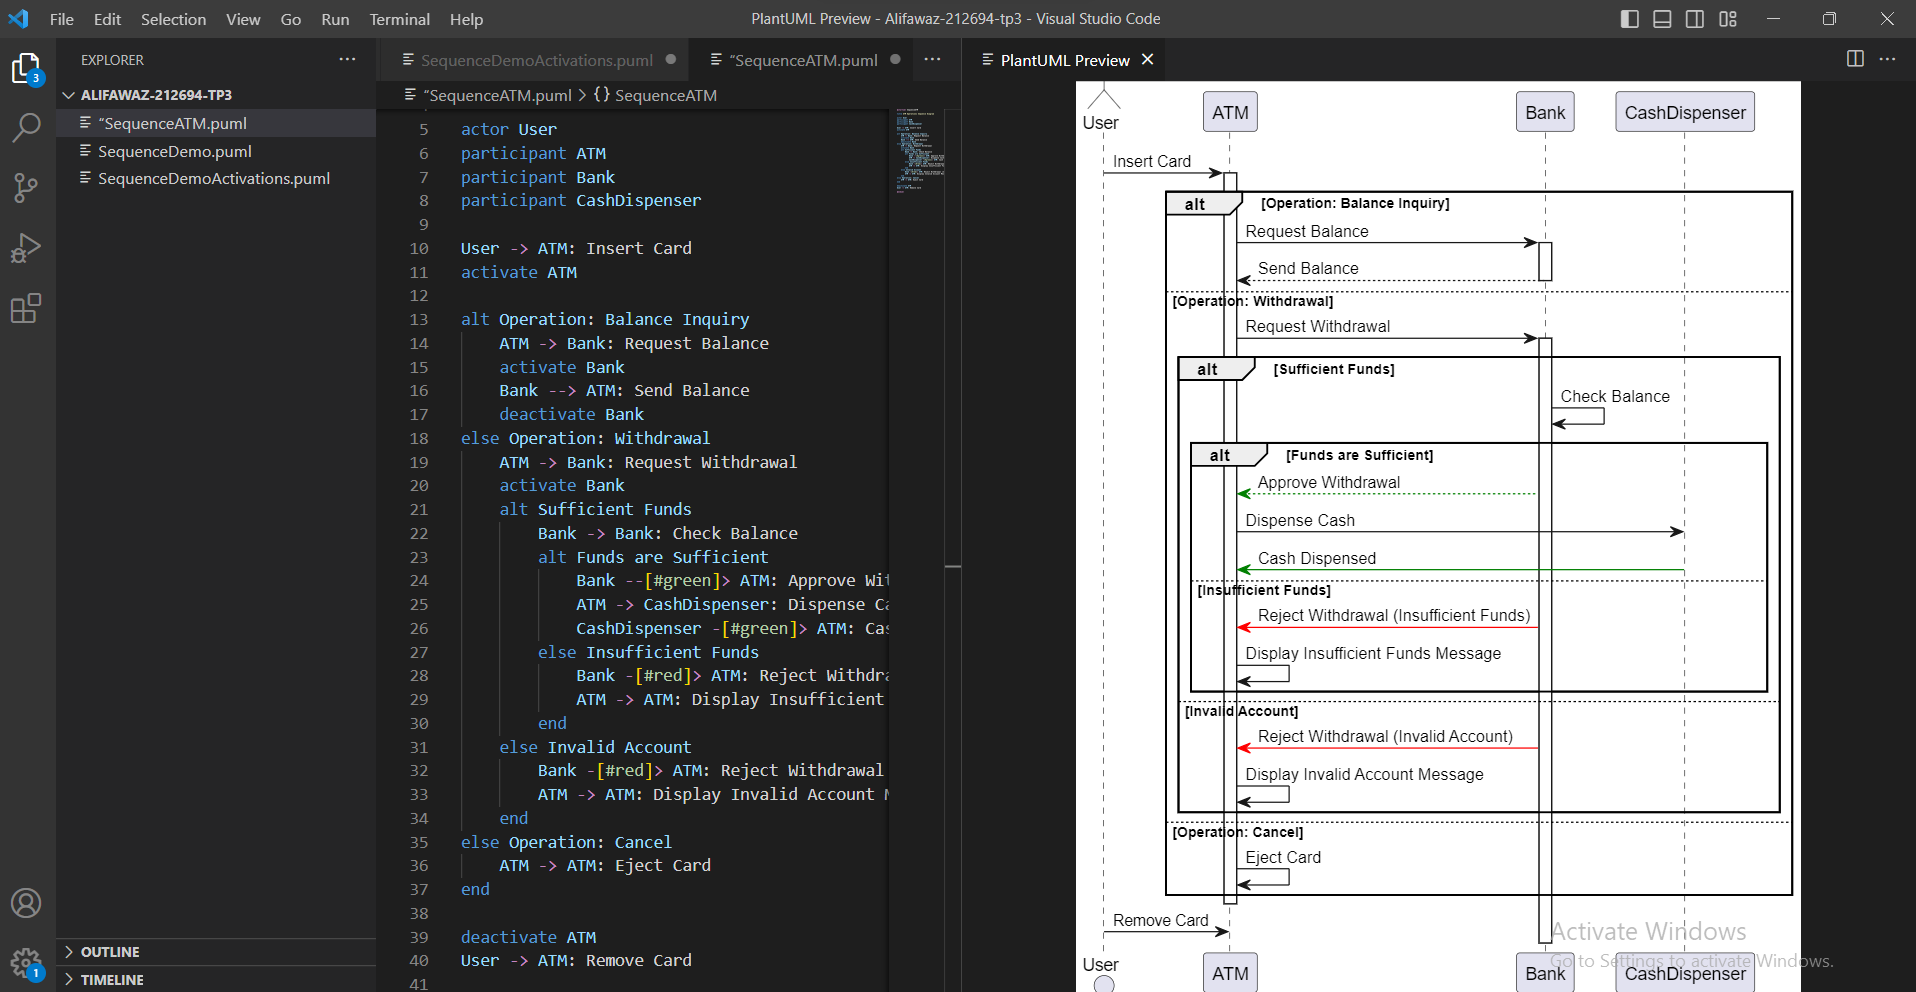 File Edit Selection View Go Run Terminal Help
PlantUML Preview - Alifawaz-212694-tp3 - Visual Studio Code
EXPLORER
3
ALIFAWAZ-212694-TP3
“SequenceATM.puml
SequenceDemo.puml
SequenceDemoActivations.puml
OUTLINE
TIMELINE
1
SequenceDemoActivations.puml
“SequenceATM.puml
“SequenceATM.puml > {} SequenceATM
5 actor User
6 participant ATM
7 participant Bank
8 participant CashDispenser
9
10 User -> ATM: Insert Card
11 activate ATM
12
13 alt Operation: Balance Inquiry
14 ATM -> Bank: Request Balance
15 activate Bank
16 Bank --> ATM: Send Balance
17 deactivate Bank
18 else Operation: Withdrawal
19 ATM -> Bank: Request Withdrawal
20 activate Bank
21 alt Sufficient Funds
22 Bank -> Bank: Check Balance
23 alt Funds are Sufficient
24 Bank --[#green]> ATM: Approve Wit
25 ATM -> CashDispenser: Dispense Ca
26 CashDispenser -[#green]> ATM: Cas
27 else Insufficient Funds
28 Bank -[#red]> ATM: Reject Withdra
29 ATM -> ATM: Display Insufficient
30 end
31 else Invalid Account
32 Bank -[#red]> ATM: Reject Withdrawal
33 ATM -> ATM: Display Invalid Account M
34 end
35 else Operation: Cancel
36 ATM -> ATM: Eject Card
37 end
38
39 deactivate ATM
40 User -> ATM: Remove Card
41
PlantUML Preview
User
ATM
Bank
CashDispenser
Insert Card
alt [Operation: Balance Inquiry]
Request Balance
Send Balance
[Operation: Withdrawal]
Request Withdrawal
alt [Sufficient Funds]
Check Balance
alt [Funds are Sufficient]
Approve Withdrawal
Dispense Cash
Cash Dispensed
[Insufficient Funds]
Reject Withdrawal (Insufficient Funds)
Display Insufficient Funds Message
[Invalid Account]
Reject Withdrawal (Invalid Account)
Display Invalid Account Message
[Operation: Cancel]
Eject Card
Remove Card
User
ATM
Bank
CashDispenser
Activate Windows
Go to Settings to activate Windows.